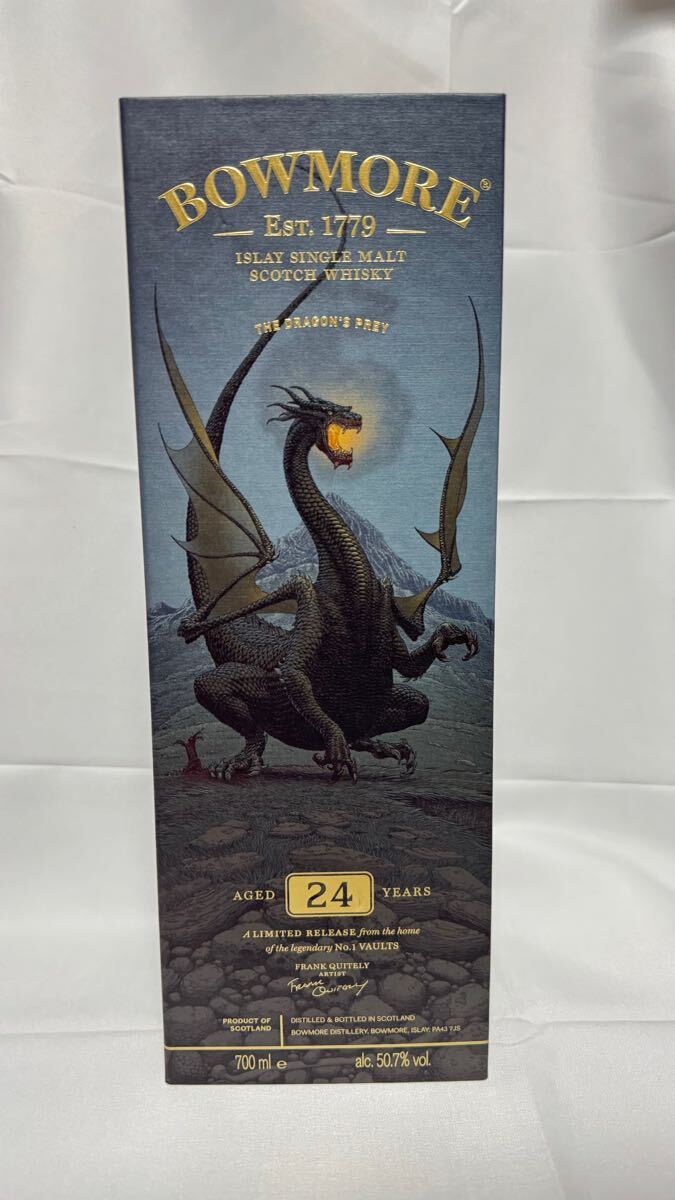 BOWMORE®
EST. 1779
ISLAY SINGLE MALT
SCOTCH WHISKY
THE DRAGON'S PREY
AGED 24 YEARS
A LIMITED RELEASE from the home
of the legendary No.1 VAULTS
FRANK QUITELY
ARTIST
Frank
Quitely
PRODUCT OF
SCOTLAND
DISTILLED & BOTTLED IN SCOTLAND
BOWMORE DISTILLERY, BOWMORE, ISLAY, PA43 7JS
700 ml e
alc. 50.7% vol.